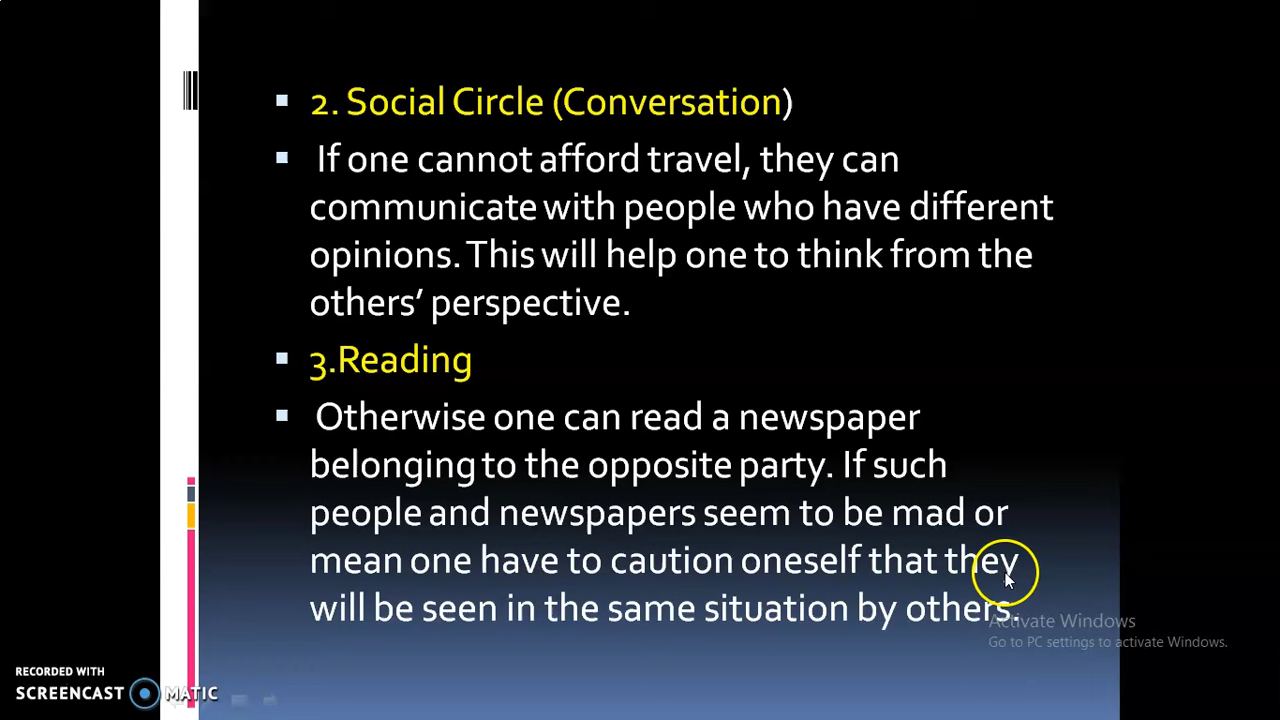 2. Social Circle (Conversation)
If one cannot afford travel, they can
communicate with people who have different
opinions. This will help one to think from the
others’ perspective.
3.Reading
Otherwise one can read a newspaper
belonging to the opposite party. If such
people and newspapers seem to be mad or
mean one have to caution oneself that they
will be seen in the same situation by others.
Activate Windows
Go to PC settings to activate Windows.
RECORDED WITH
SCREENCAST MATIC